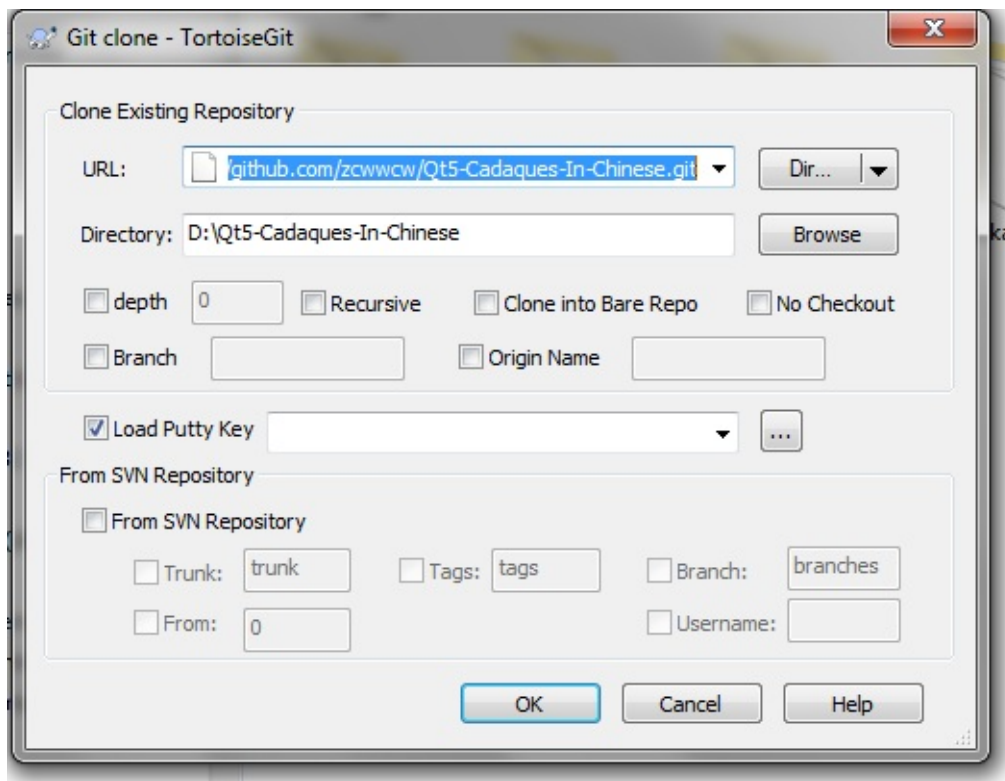 Git clone - TortoiseGit
Clone Existing Repository
URL: /github.com/zcwwcw/Qt5-Cadaques-In-Chinese.git Dir...
Directory: D:\Qt5-Cadaques-In-Chinese Browse
depth 0 Recursive Clone into Bare Repo No Checkout
Branch Origin Name
Load Putty Key ...
From SVN Repository
From SVN Repository
Trunk: trunk Tags: tags Branch: branches
From: 0 Username:
OK Cancel Help